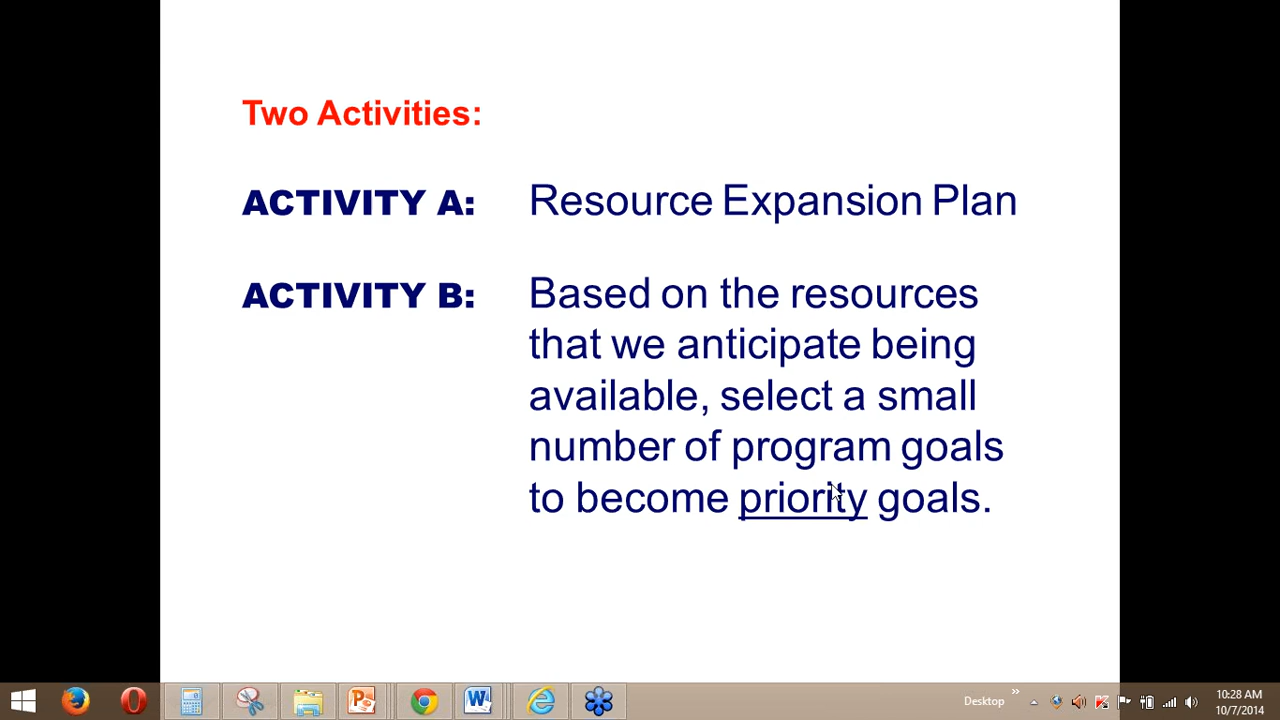 Two Activities:
ACTIVITY A: Resource Expansion Plan
ACTIVITY B: Based on the resources
that we anticipate being
available, select a small
number of program goals
to become priority goals.
Desktop
10:28 AM
10/7/2014